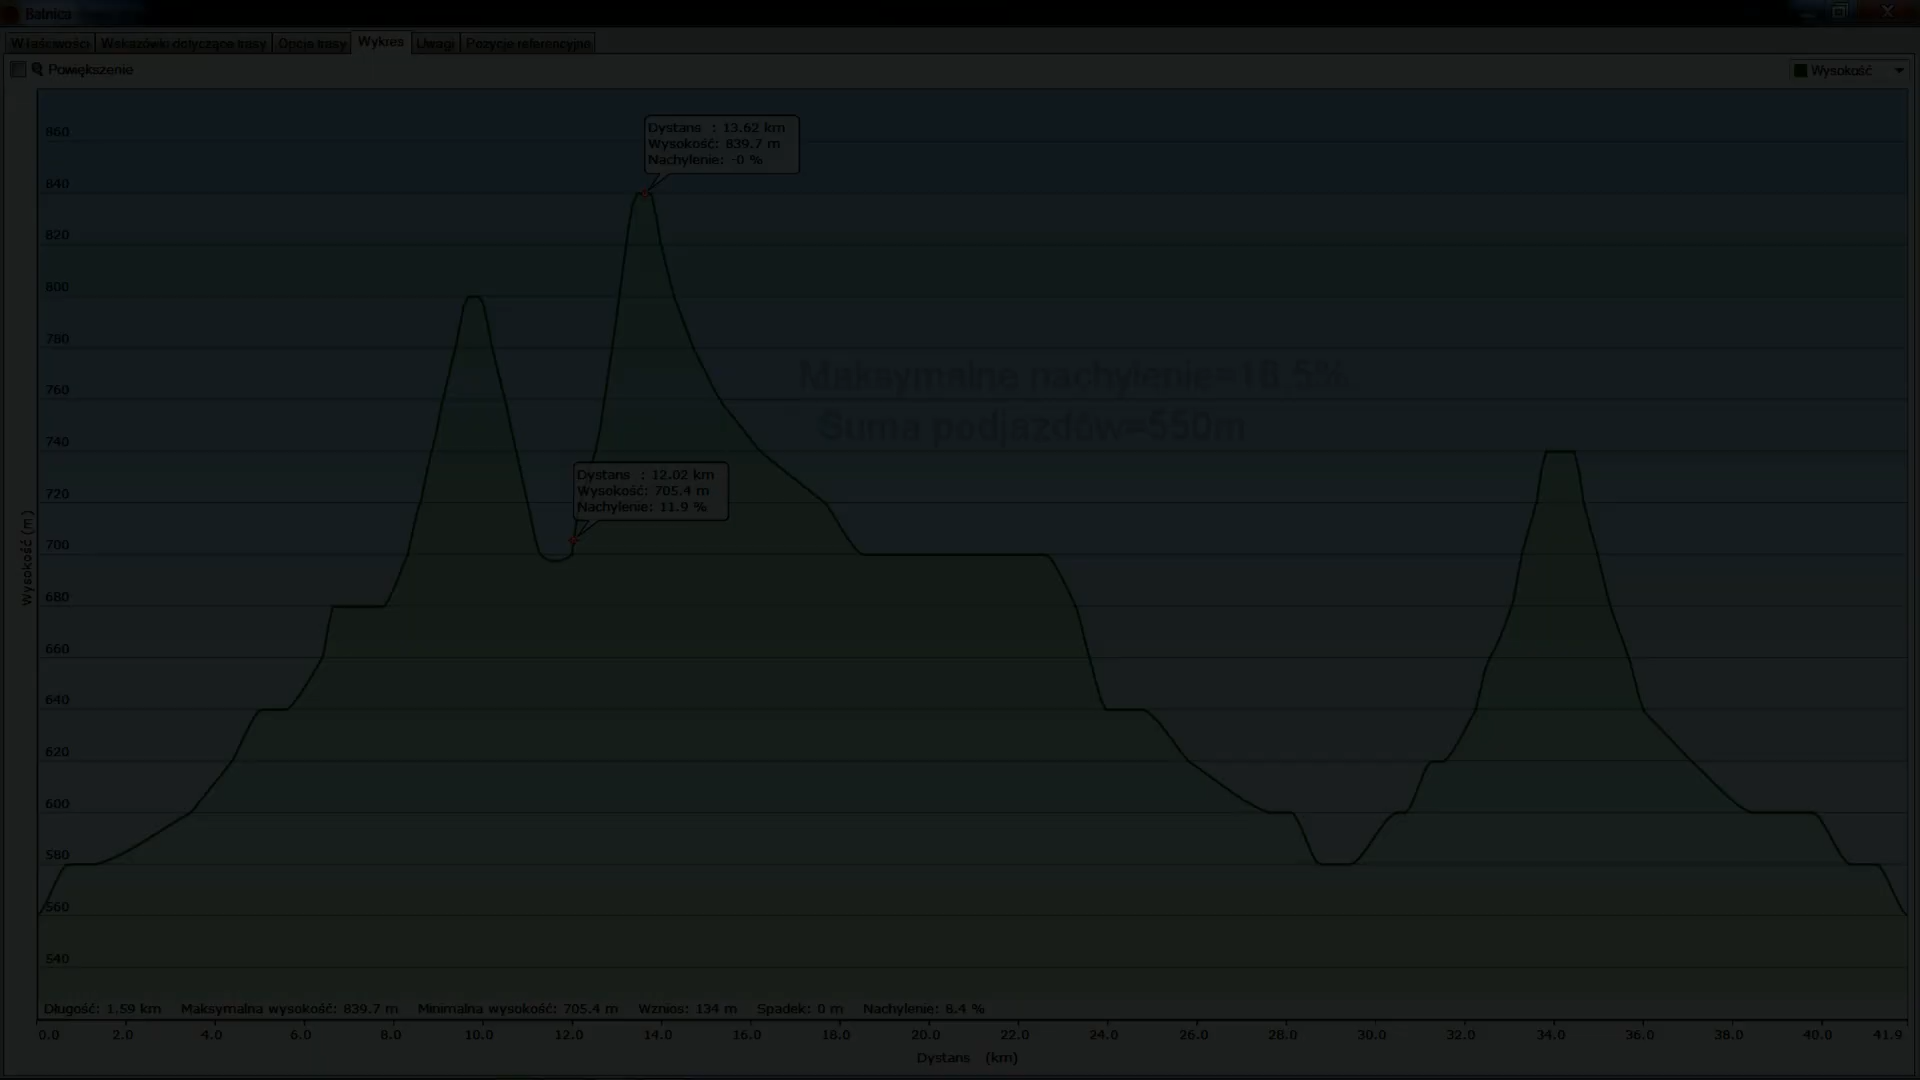 Balnica
Właściwości Wskazówki dotyczące trasy Opcje trasy Wykres Uwagi Pozycje referencyjne
Powiększenie
Wysokość
Dystans : 13.62 km
Wysokość: 839.7 m
Nachylenie: -0 %
860
840
820
800
780
760
740
720
700
680
660
640
620
600
580
560
540
Maksymalne nachylenie=18,5%
Suma podjazdów=550m
Dystans : 12.02 km
Wysokość: 705.4 m
Nachylenie: 11.9 %
Wysokość (m)
Długość: 1.59 km Maksymalna wysokość: 839.7 m Minimalna wysokość: 705.4 m Wznios: 134 m Spadek: 0 m Nachylenie: 8.4 %
0.0 2.0 4.0 6.0 8.0 10.0 12.0 14.0 16.0 18.0 20.0 22.0 24.0 26.0 28.0 30.0 32.0 34.0 36.0 38.0 40.0 41.9
Dystans (km)